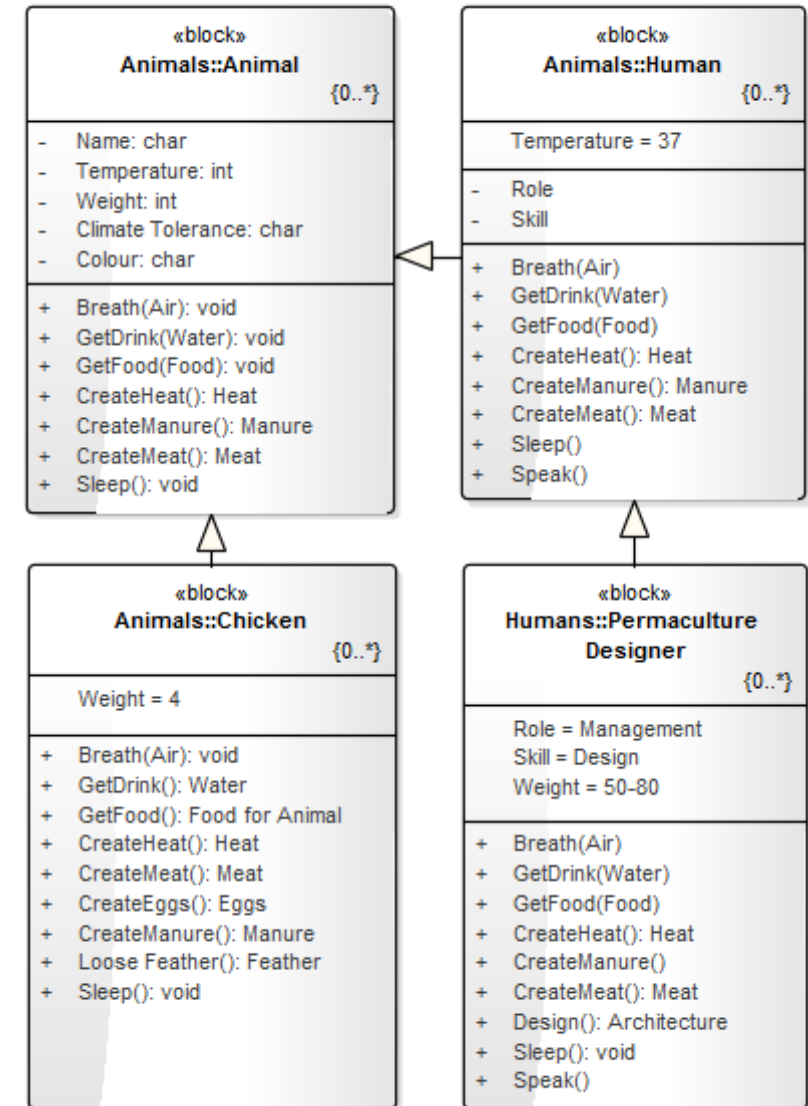 «block»
Animals::Animal
{0..*}
- Name: char
- Temperature: int
- Weight: int
- Climate Tolerance: char
- Colour: char
+ Breath(Air): void
+ GetDrink(Water): void
+ GetFood(Food): void
+ CreateHeat(): Heat
+ CreateManure(): Manure
+ CreateMeat(): Meat
+ Sleep(): void
«block»
Animals::Human
{0..*}
Temperature = 37
- Role
- Skill
+ Breath(Air)
+ GetDrink(Water)
+ GetFood(Food)
+ CreateHeat(): Heat
+ CreateManure(): Manure
+ CreateMeat(): Meat
+ Sleep()
+ Speak()
«block»
Animals::Chicken
{0..*}
Weight = 4
+ Breath(Air): void
+ GetDrink(): Water
+ GetFood(): Food for Animal
+ CreateHeat(): Heat
+ CreateMeat(): Meat
+ CreateEggs(): Eggs
+ CreateManure(): Manure
+ Loose Feather(): Feather
+ Sleep(): void
«block»
Humans::Permaculture
Designer
{0..*}
Role = Management
Skill = Design
Weight = 50-80
+ Breath(Air)
+ GetDrink(Water)
+ GetFood(Food)
+ CreateHeat(): Heat
+ CreateManure()
+ CreateMeat(): Meat
+ Design(): Architecture
+ Sleep(): void
+ Speak()